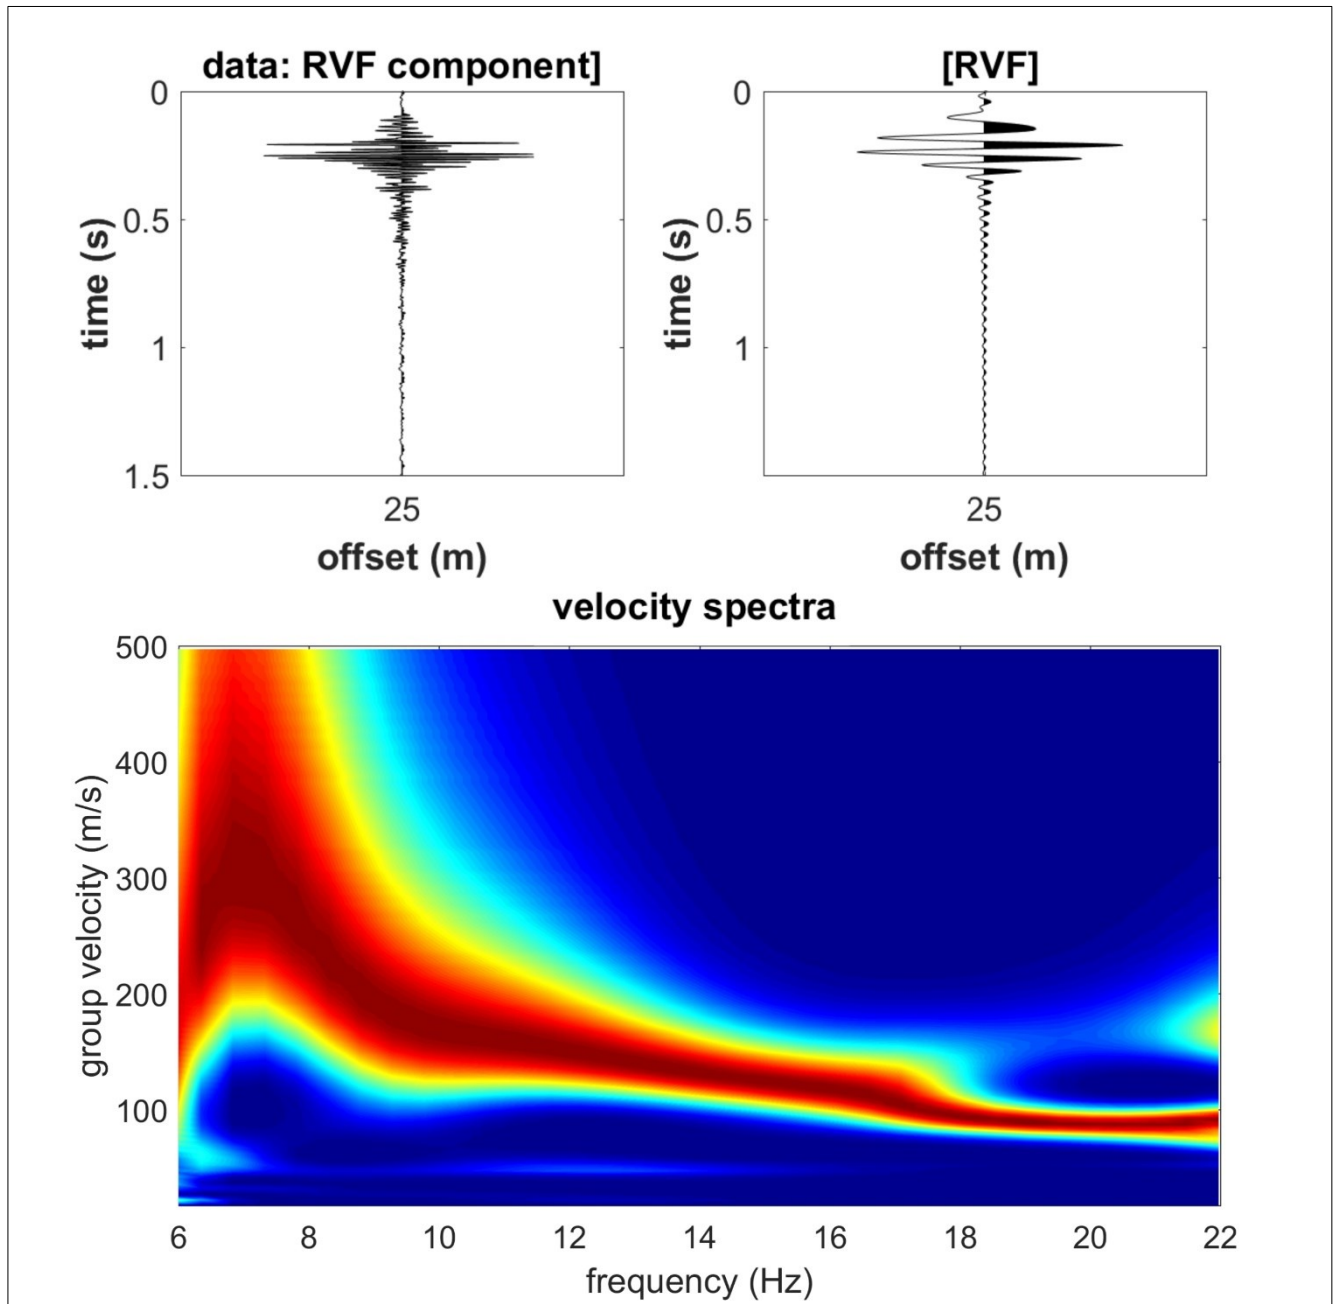 data: RVF component]
[RVF]
0
0.5
1
1.5
time (s)
25
offset (m)
0
0.5
1
time (s)
25
offset (m)
velocity spectra
500
400
300
200
100
group velocity (m/s)
6 8 10 12 14 16 18 20 22
frequency (Hz)